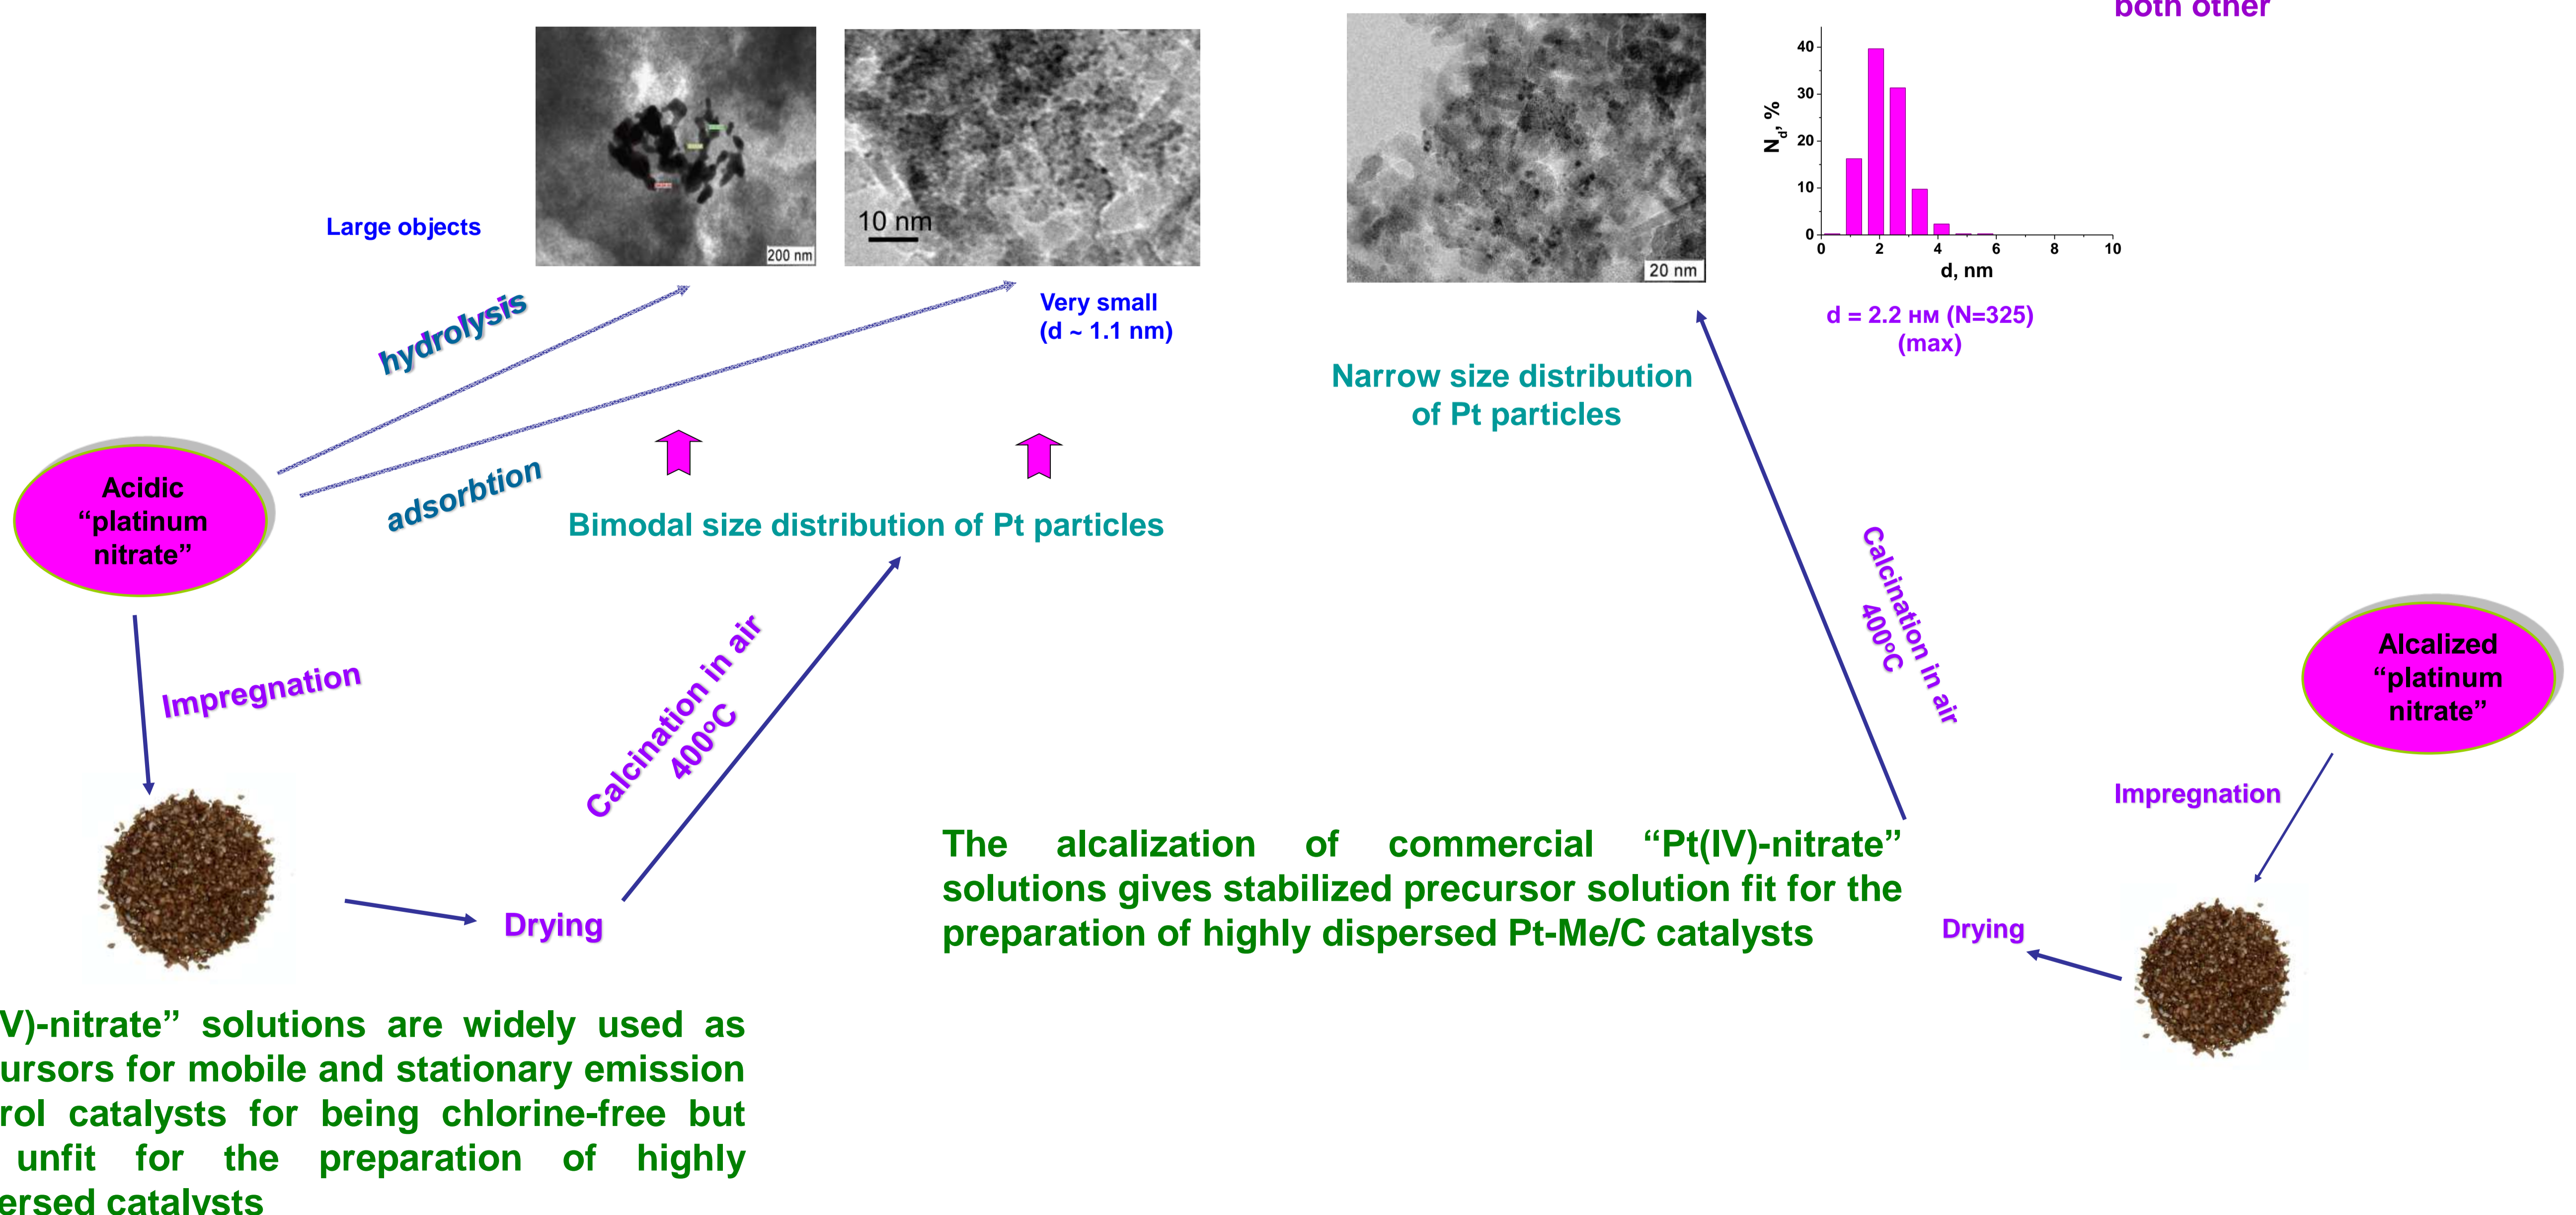 both other
200 nm
10 nm
20 nm
40
30
20
10
0
N_d, %
0 2 4 6 8 10
d, nm
d = 2.2 нм (N=325)
(max)
Large objects
Very small
(d ~ 1.1 nm)
hydrolysis
adsorbtion
Narrow size distribution
of Pt particles
Acidic
“platinum
nitrate”
Bimodal size distribution of Pt particles
Impregnation
Calcination in air
400ºC
Drying
Calcination in air
400ºC
Alcalized
“platinum
nitrate”
Impregnation
Drying
The alcalization of commercial “Pt(IV)-nitrate”
solutions gives stabilized precursor solution fit for the
preparation of highly dispersed Pt-Me/C catalysts
V)-nitrate” solutions are widely used as
ursors for mobile and stationary emission
rol catalysts for being chlorine-free but
unfit for the preparation of highly
ersed catalysts